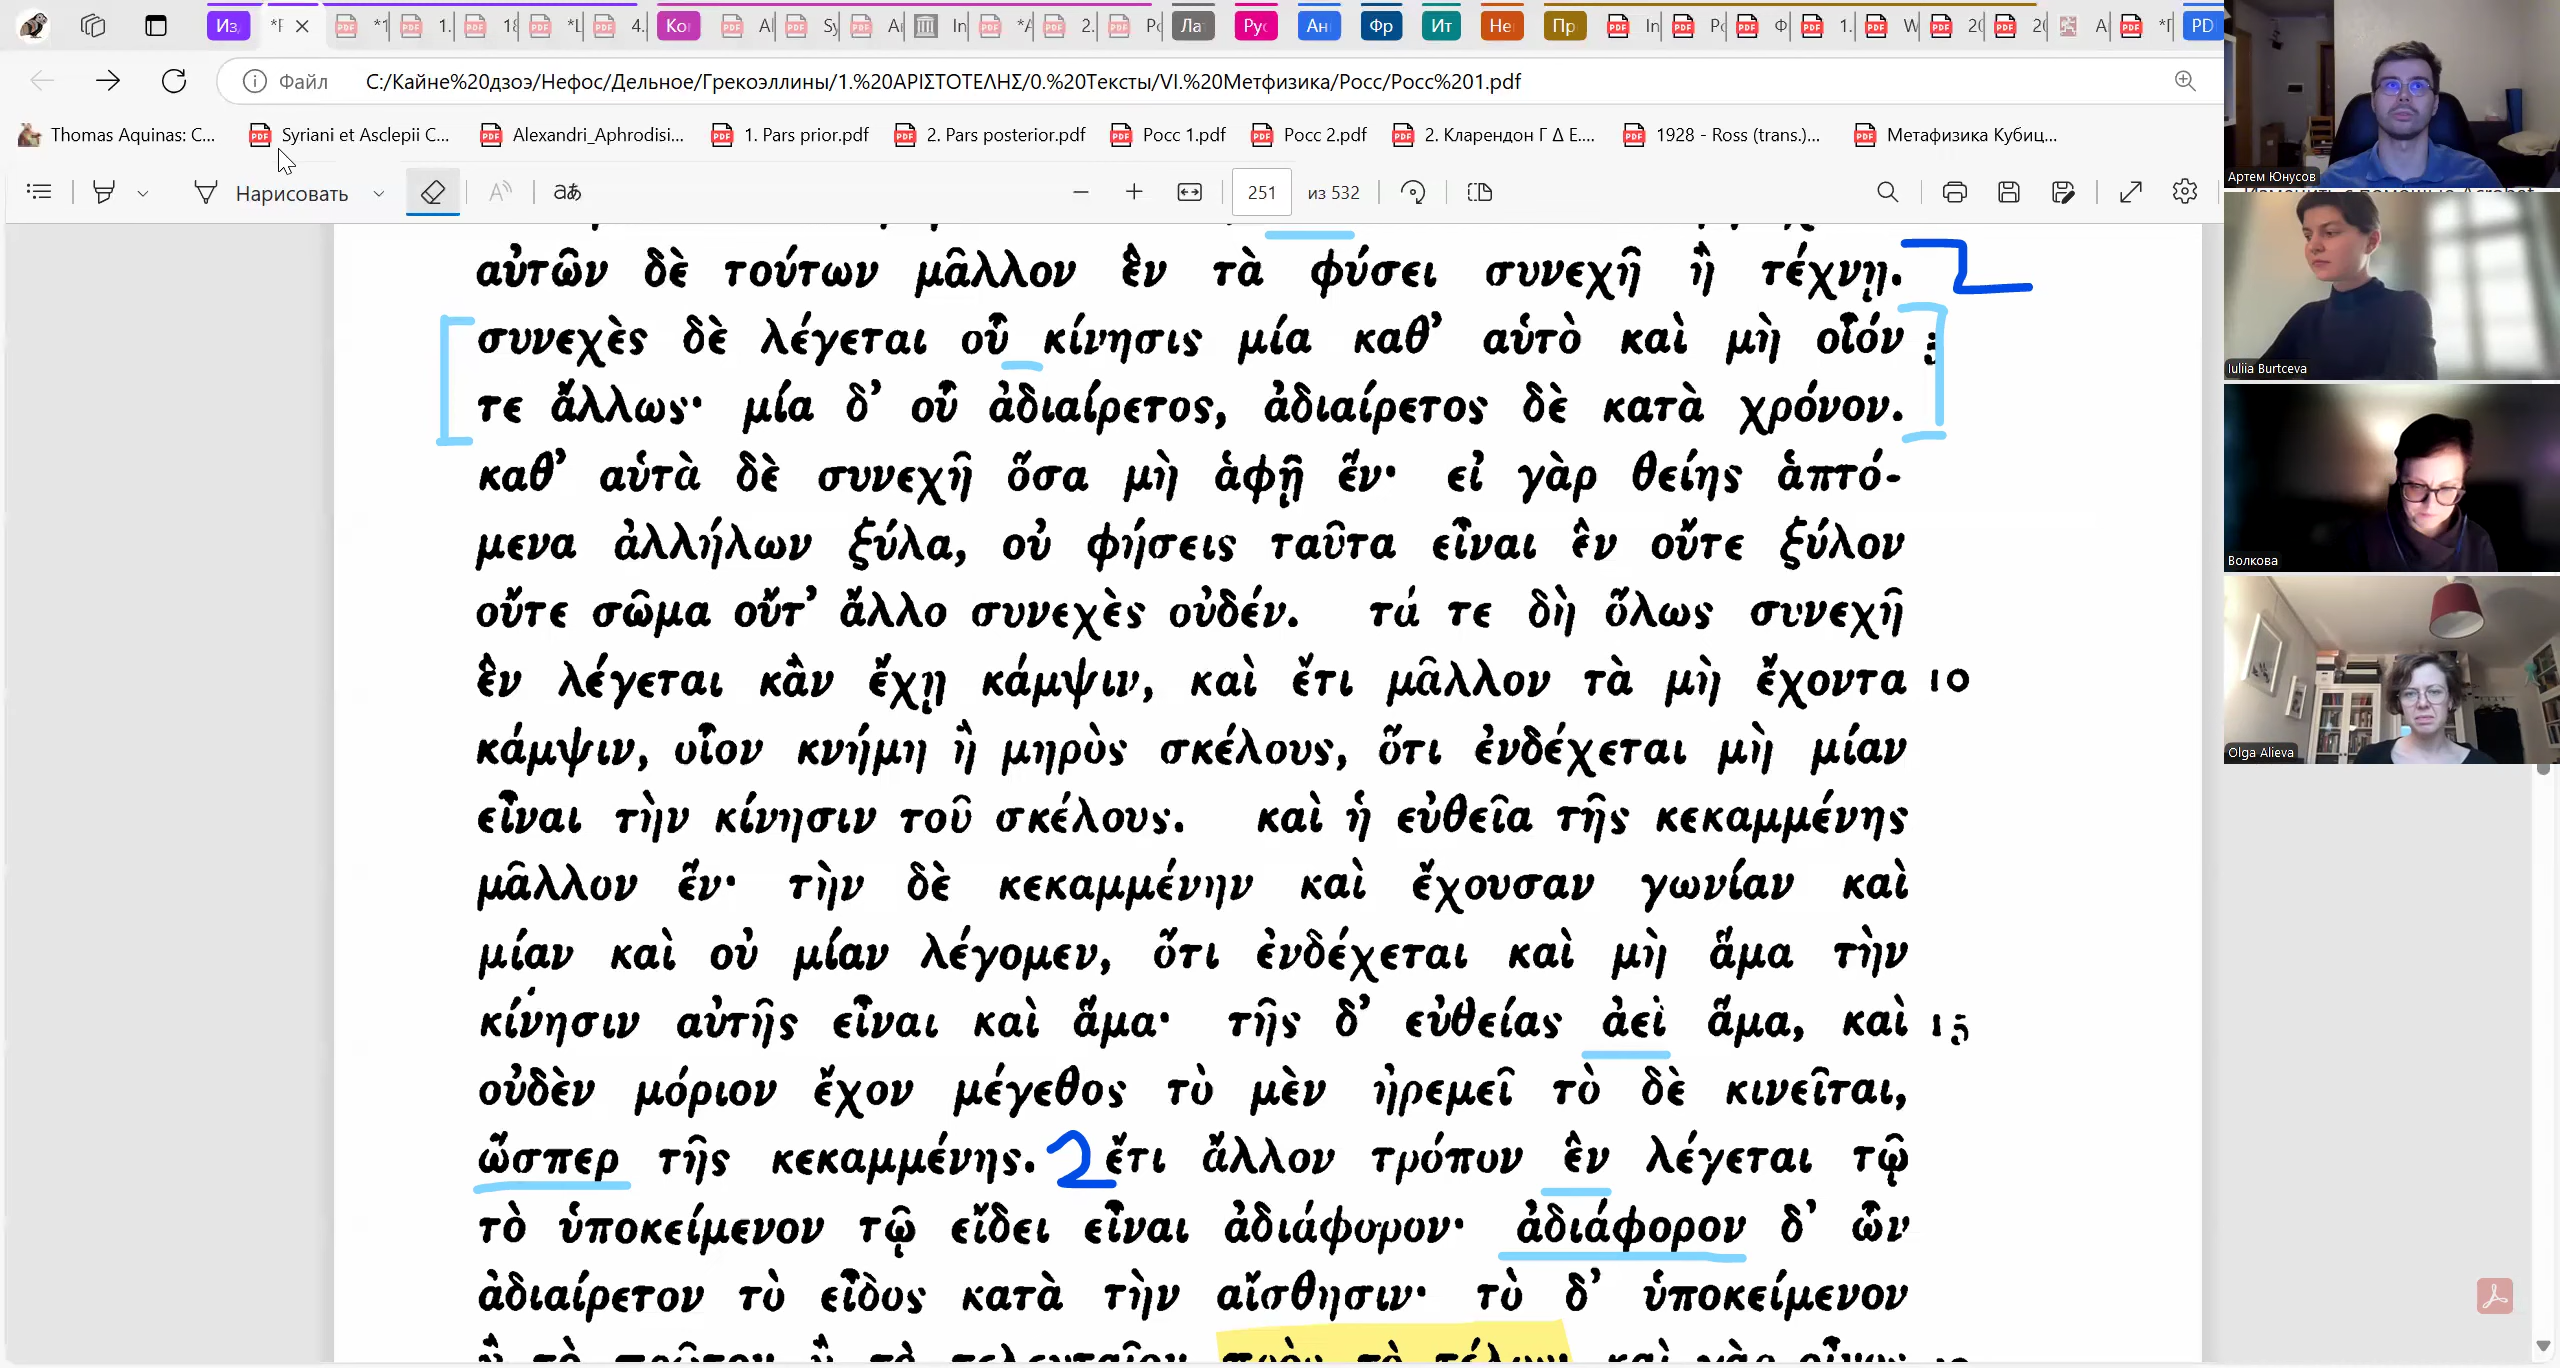 Из
Ко
Ла
Рус
Ан
Фр
Ит
Не
Пр
PD
Файл C:/Кайне%20дзоэ/Нефос/Дельное/Грекоэллины/1.%20ΑΡΙΣΤΟΤΕΛΗΣ/0.%20Тексты/VI.%20Метфизика/Росс/Росс%201.pdf
Thomas Aquinas: C... Syriani et Asclepii C... Alexandri_Aphrodisi... 1. Pars prior.pdf 2. Pars posterior.pdf Росс 1.pdf Росс 2.pdf 2. Кларендон Γ Δ Ε.... 1928 - Ross (trans.)... Метафизика Кубиц...
Нарисовать 251 из 532
αὐτῶν δὲ τούτων μᾶλλον ἓν τὰ φύσει συνεχῆ ἢ τέχνῃ.
συνεχὲς δὲ λέγεται οὗ κίνησις μία καθ’ αὑτὸ καὶ μὴ οἷόν
τε ἄλλως· μία δ’ οὗ ἀδιαίρετος, ἀδιαίρετος δὲ κατὰ χρόνον.
καθ’ αὑτὰ δὲ συνεχῆ ὅσα μὴ ἁφῇ ἕν· εἰ γὰρ θείης ἁπτό-
μενα ἀλλήλων ξύλα, οὐ φήσεις ταῦτα εἶναι ἓν οὔτε ξύλον
οὔτε σῶμα οὔτ’ ἄλλο συνεχὲς οὐδέν. τά τε δὴ ὅλως συνεχῆ
ἓν λέγεται κἂν ἔχῃ κάμψιν, καὶ ἔτι μᾶλλον τὰ μὴ ἔχοντα 10
κάμψιν, οἷον κνήμη ἢ μηρὸς σκέλους, ὅτι ἐνδέχεται μὴ μίαν
εἶναι τὴν κίνησιν τοῦ σκέλους. καὶ ἡ εὐθεῖα τῆς κεκαμμένης
μᾶλλον ἕν· τὴν δὲ κεκαμμένην καὶ ἔχουσαν γωνίαν καὶ
μίαν καὶ οὐ μίαν λέγομεν, ὅτι ἐνδέχεται καὶ μὴ ἅμα τὴν
κίνησιν αὐτῆς εἶναι καὶ ἅμα· τῆς δ’ εὐθείας ἀεὶ ἅμα, καὶ 15
οὐδὲν μόριον ἔχον μέγεθος τὸ μὲν ἠρεμεῖ τὸ δὲ κινεῖται,
ὥσπερ τῆς κεκαμμένης. 2 ἔτι ἄλλον τρόπον ἓν λέγεται τῷ
τὸ ὑποκείμενον τῷ εἴδει εἶναι ἀδιάφορον· ἀδιάφορον δ’ ὧν
ἀδιαίρετον τὸ εἶδος κατὰ τὴν αἴσθησιν· τὸ δ’ ὑποκείμενον
Артем Юнусов
Iuliia Burtceva
Волкова
Olga Alieva